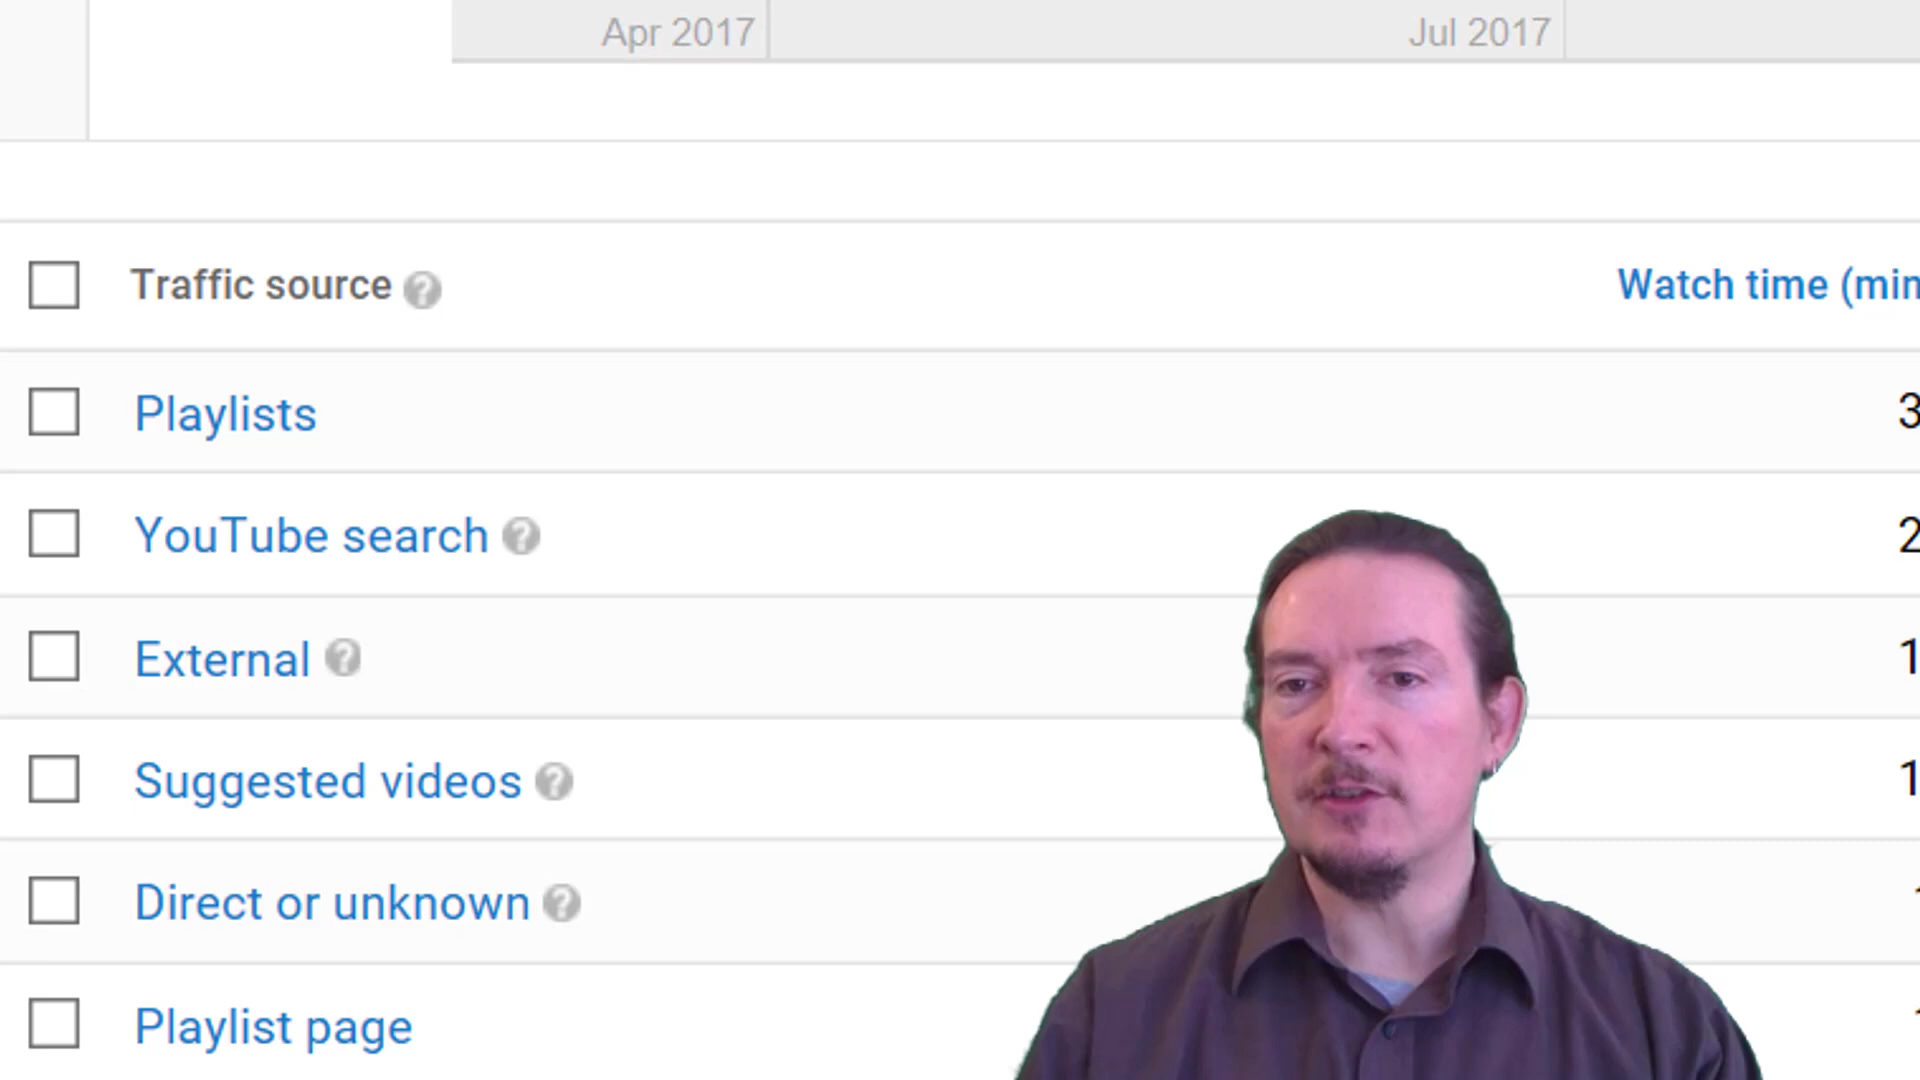 Apr 2017 Jul 2017
Traffic source Watch time (min
Playlists 3
YouTube search 2
External 1
Suggested videos 1
Direct or unknown
Playlist page